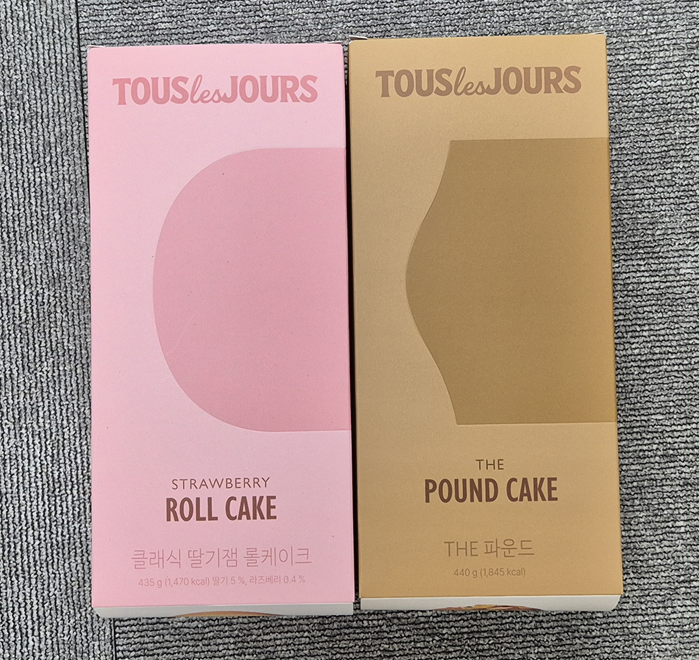 TOUSlesJOURS
STRAWBERRY
ROLL CAKE
클래식 딸기잼 롤케이크
435 g (1,470 kcal) 딸기 5 %, 라즈베리 0.4 %
TOUSlesJOURS
THE
POUND CAKE
THE 파운드
440 g (1,845 kcal)